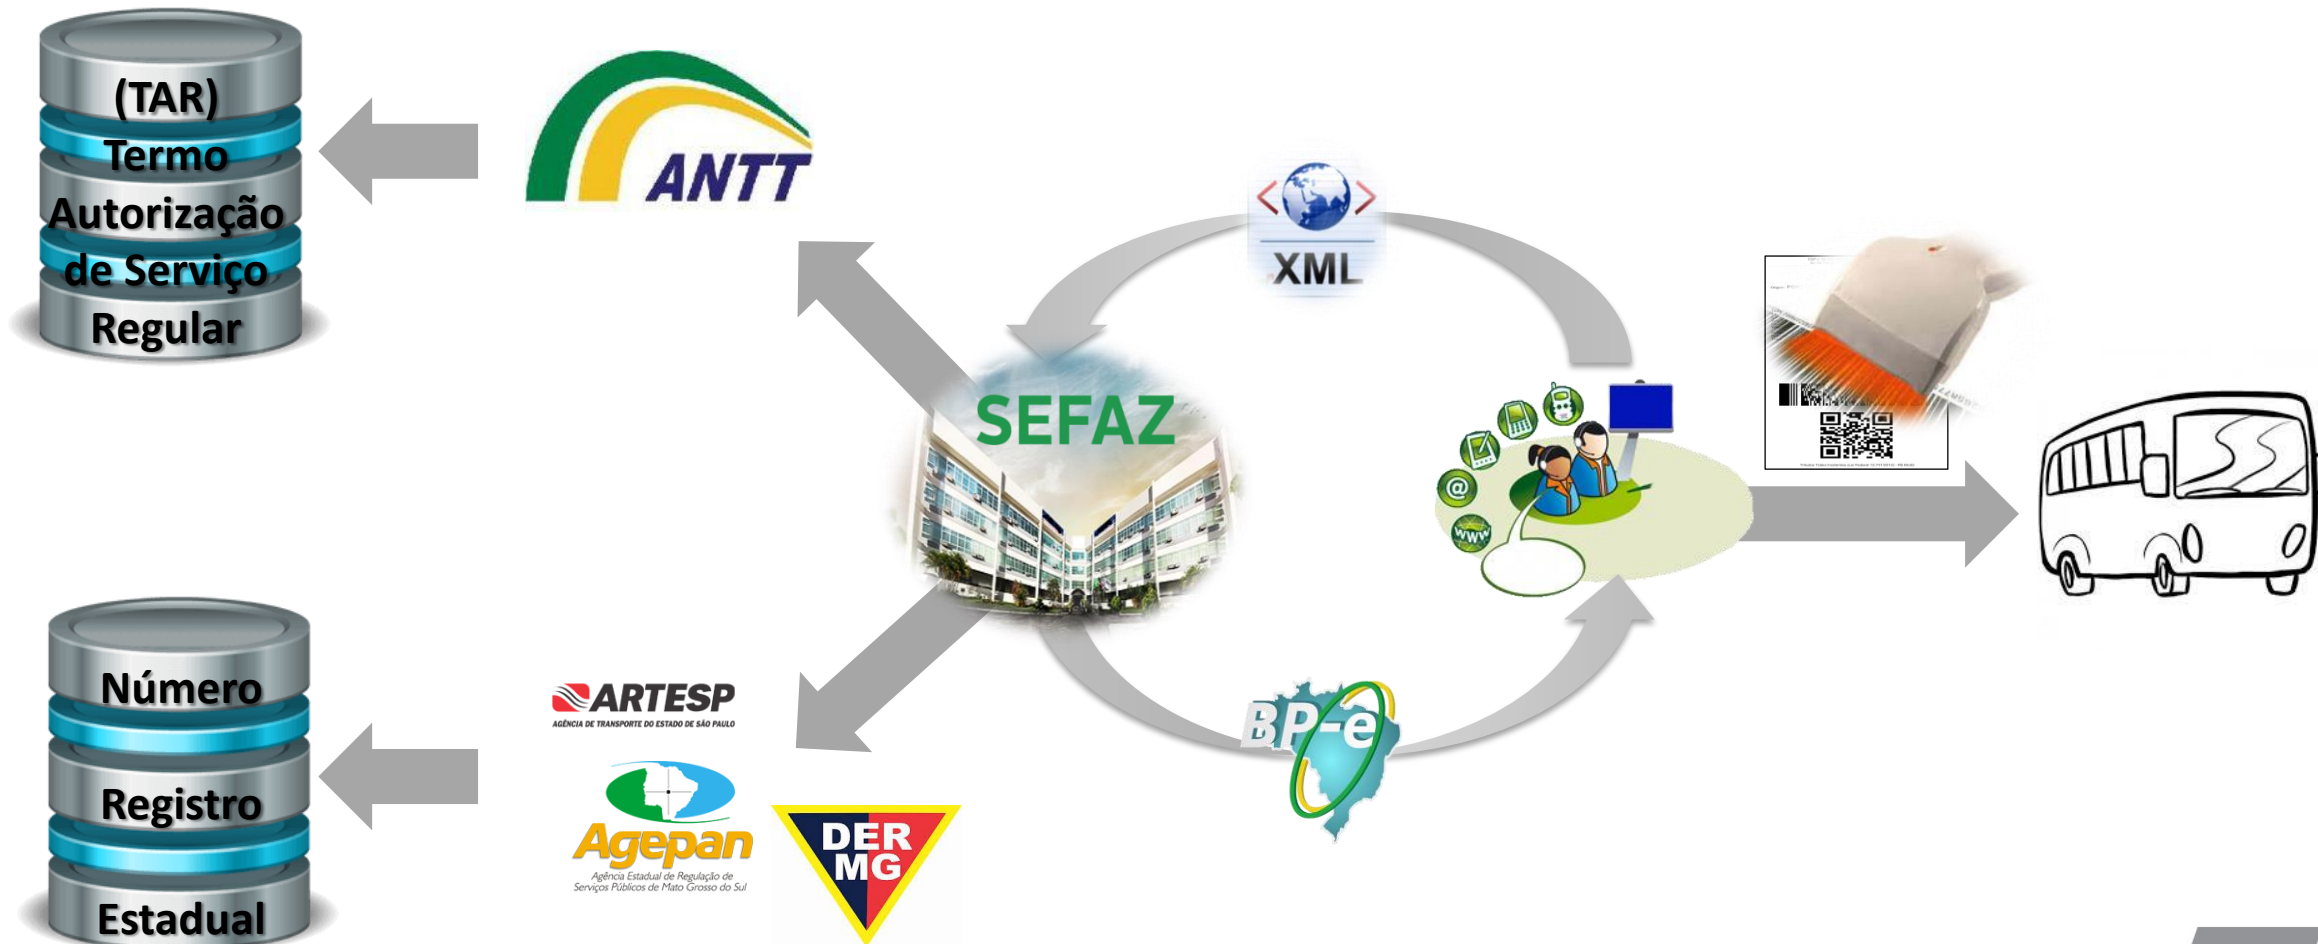 (TAR)
Termo
Autorização
de Serviço
Regular
ANTT
XML
SEFAZ
@
WWW
BP-e
Número
Registro
Estadual
ARTESP
AGÊNCIA DE TRANSPORTE DO ESTADO DE SÃO PAULO
Agepan
Agência Estadual de Regulação de
Serviços Públicos de Mato Grosso do Sul
DER
MG